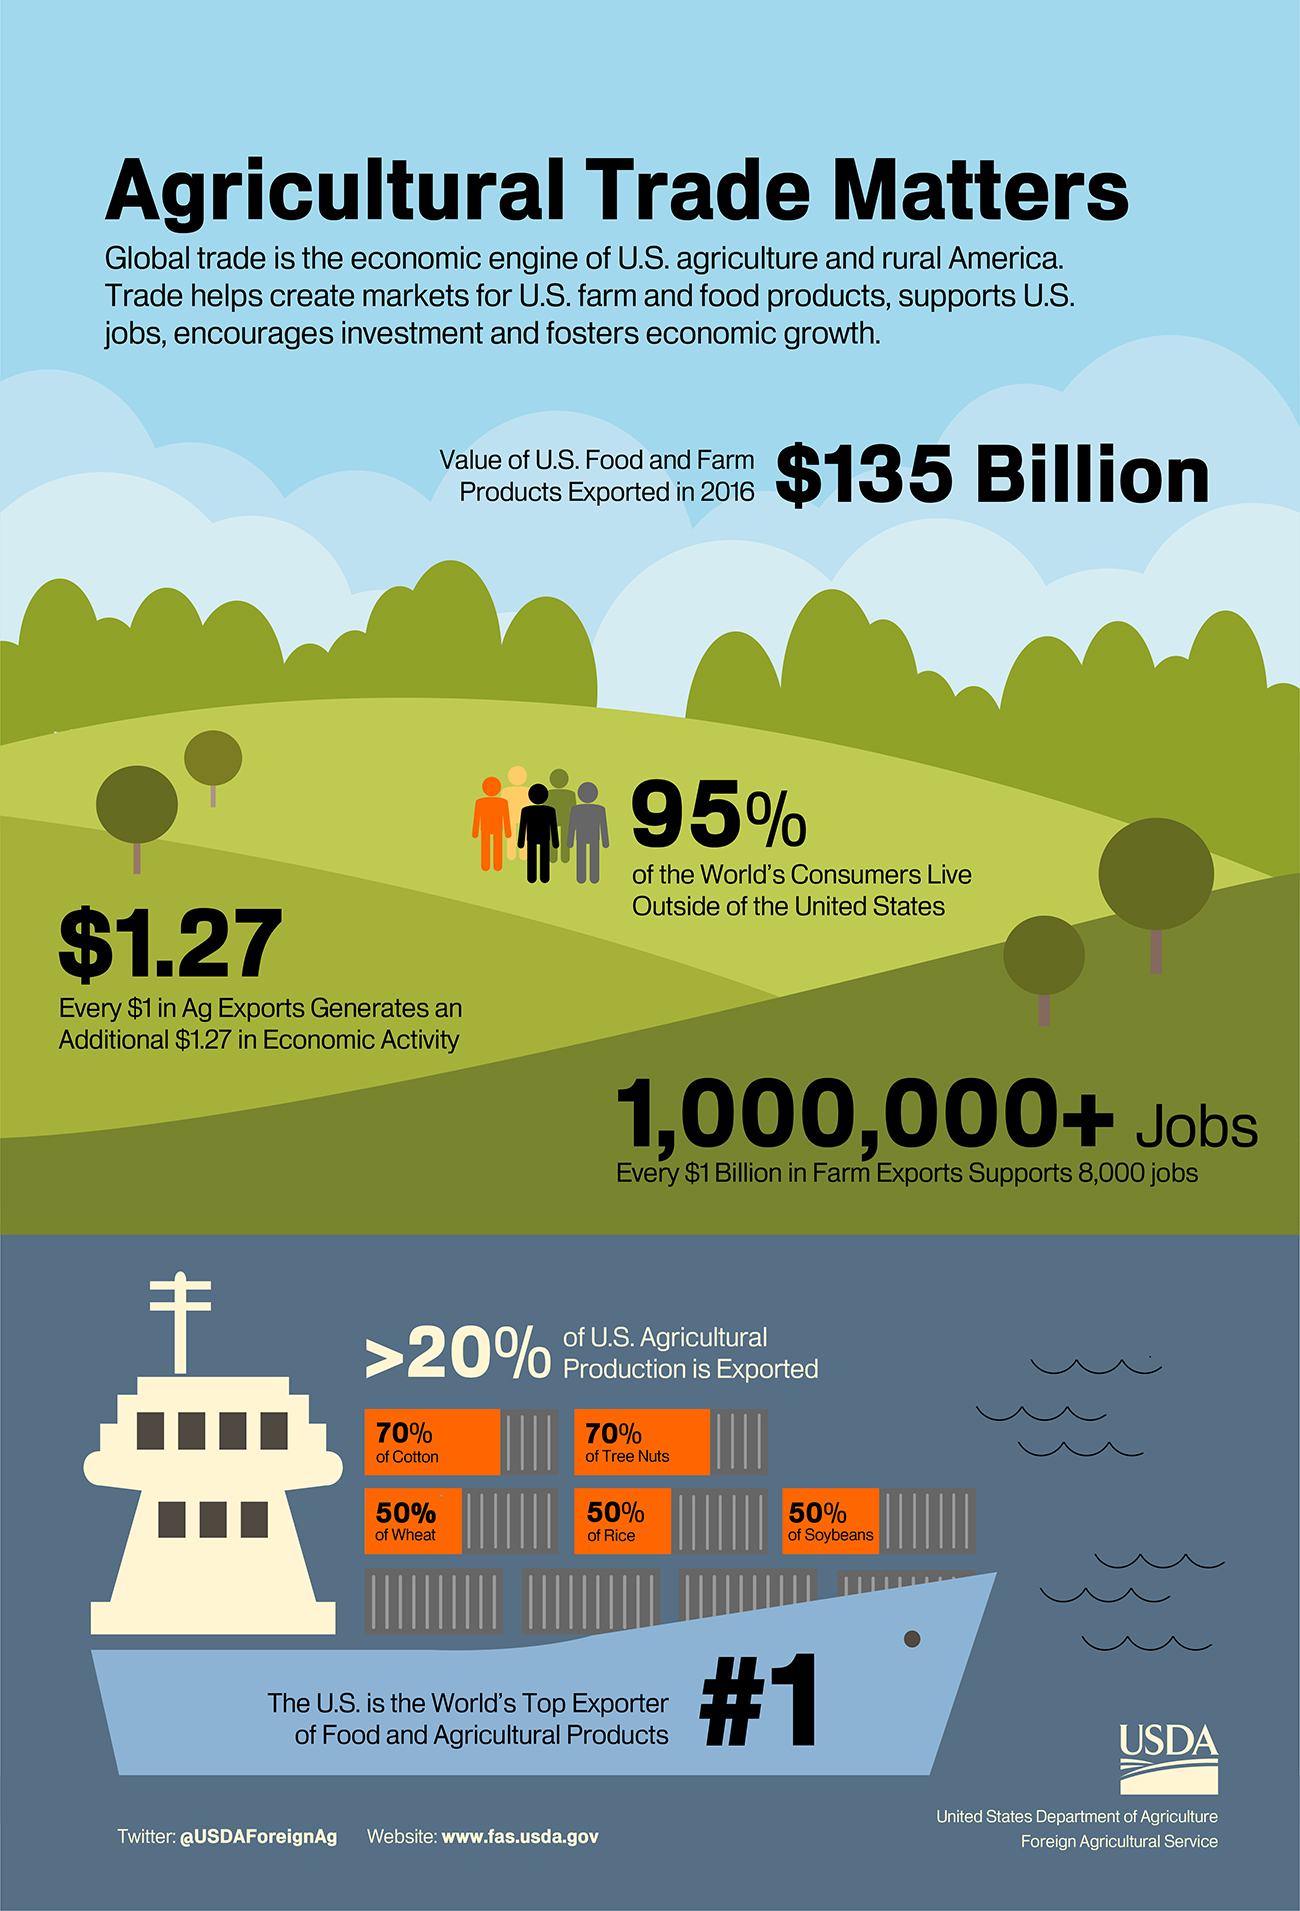 Agricultural Trade Matters
Global trade is the economic engine of U.S. agriculture and rural America.
Trade helps create markets for U.S. farm and food products, supports U.S.
jobs, encourages investment and fosters economic growth.
Value of U.S. Food and Farm
Products Exported in 2016
$135 Billion
95%
of the World's Consumers Live
Outside of the United States
$1.27
Every $1 in Ag Exports Generates an
Additional $1.27 in Economic Activity
1,000,000+ Jobs
Every $1 Billion in Farm Exports Supports 8,000 jobs
>20%
of U.S. Agricultural
Production is Exported
70%
of Cotton
70%
of Tree Nuts
50%
of Wheat
50%
of Rice
50%
of Soybeans
The U.S. is the World's Top Exporter
of Food and Agricultural Products
#1
USDA
United States Department of Agriculture
Foreign Agricultural Service
Twitter: @USDAForeignAg Website: www.fas.usda.gov